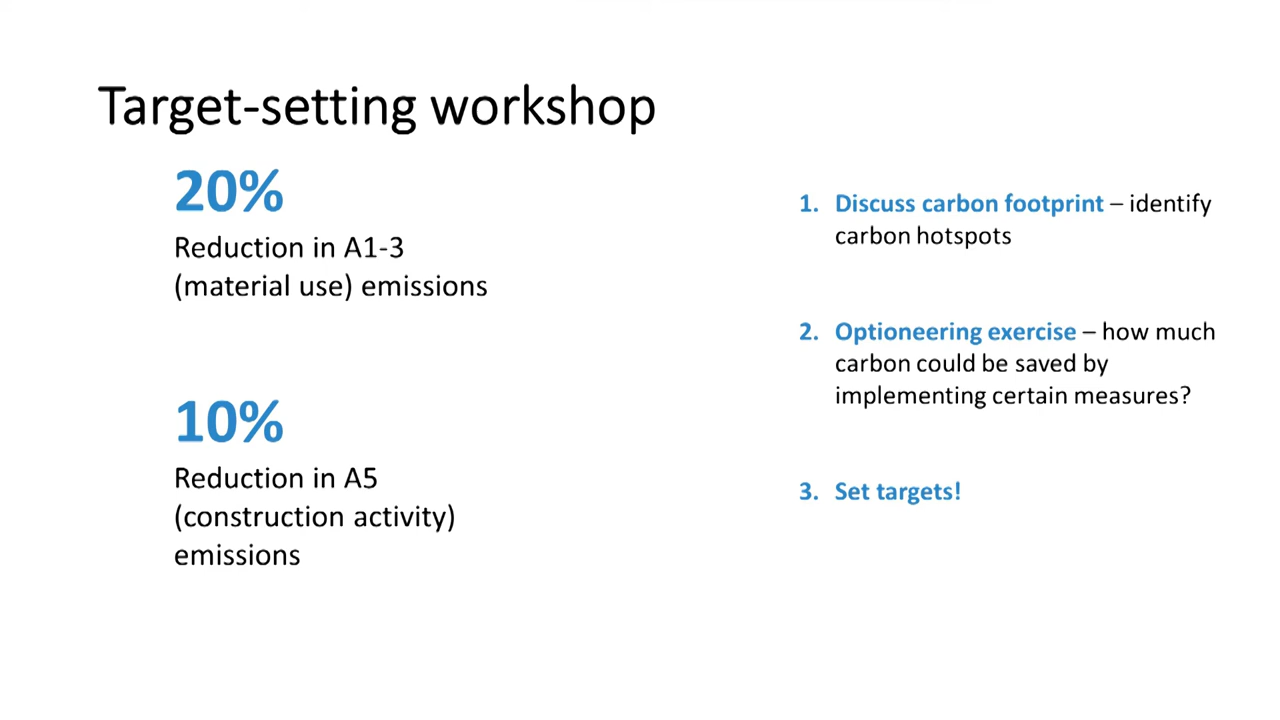 Target-setting workshop
20%
Reduction in A1-3
(material use) emissions
10%
Reduction in A5
(construction activity)
emissions
1. Discuss carbon footprint – identify
carbon hotspots
2. Optioneering exercise – how much
carbon could be saved by
implementing certain measures?
3. Set targets!